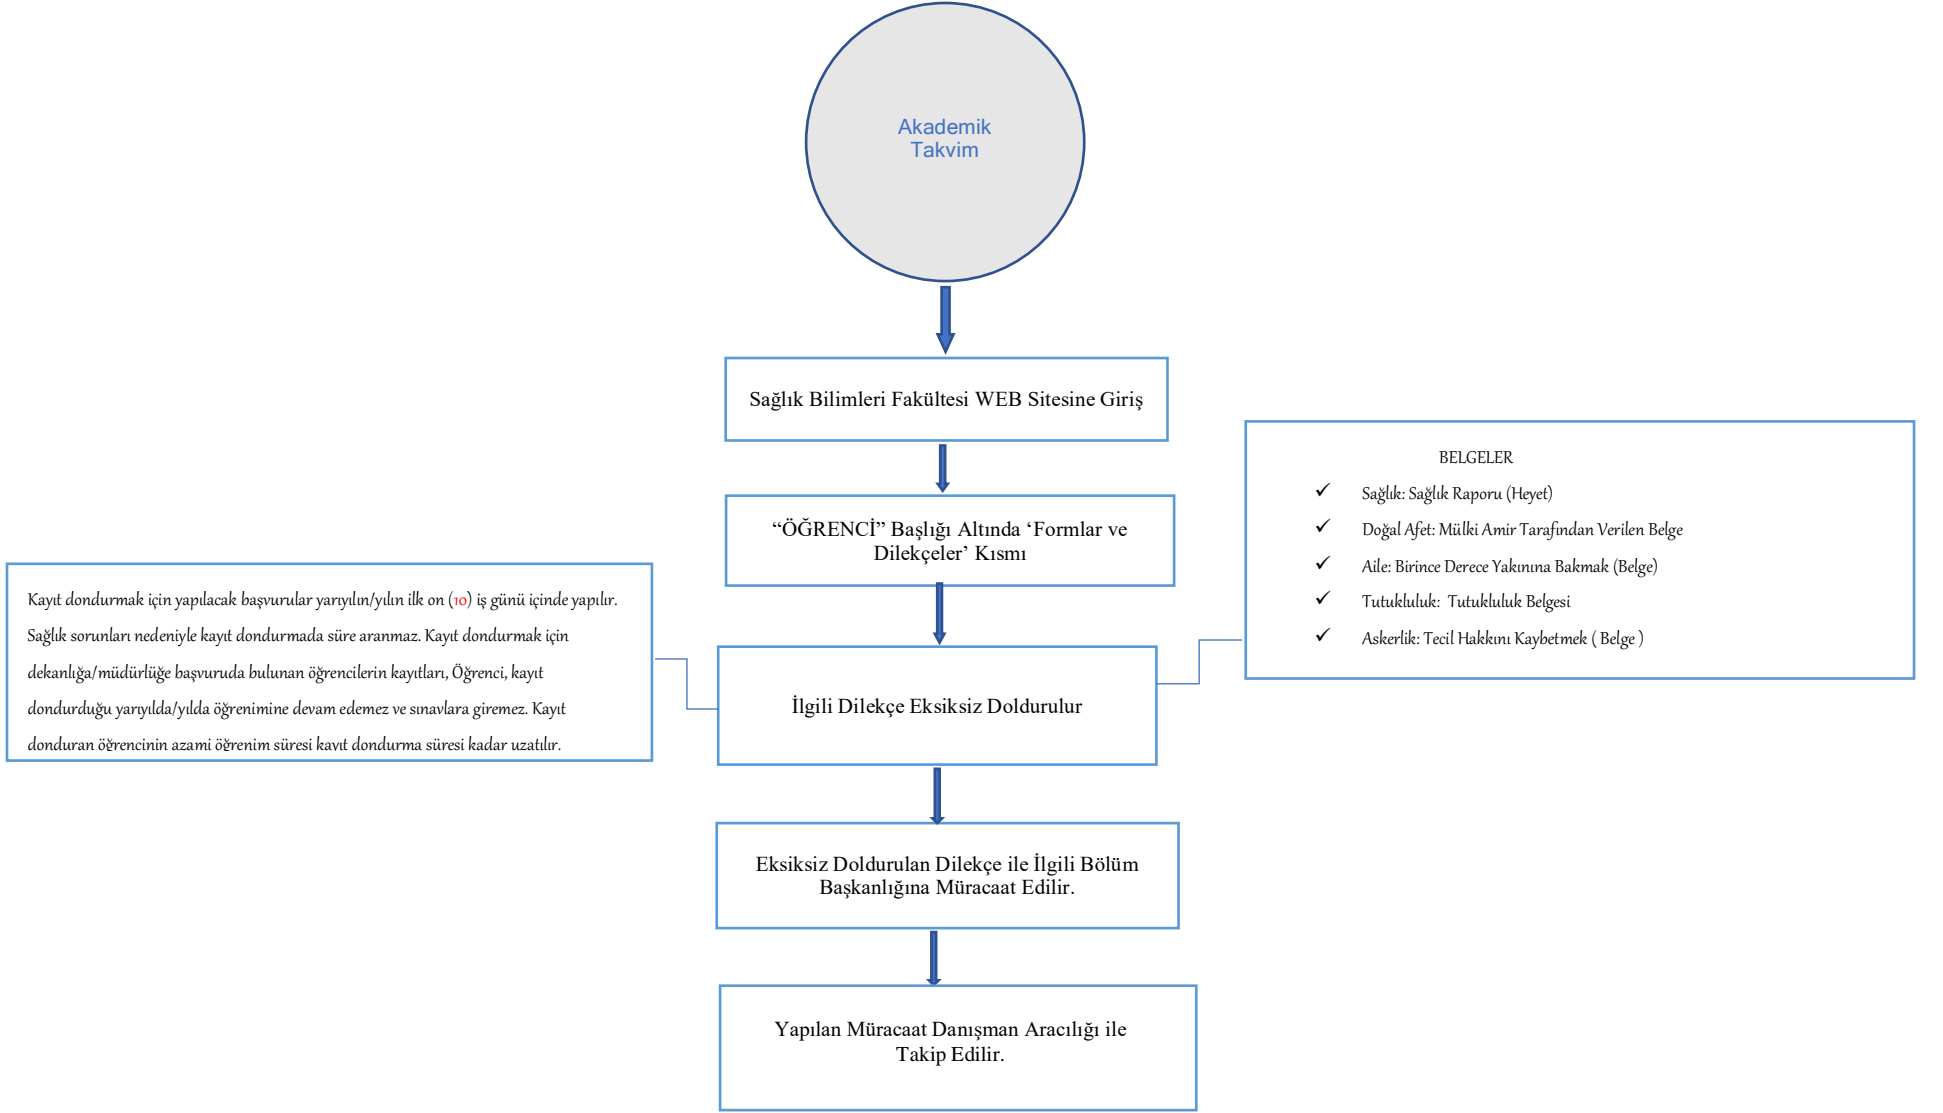 Akademik
Takvim
Sağlık Bilimleri Fakültesi WEB Sitesine Giriş
“ÖĞRENCİ” Başlığı Altında ‘Formlar ve
Dilekçeler’ Kısmı
BELGELER
✓ Sağlık: Sağlık Raporu (Heyet)
✓ Doğal Afet: Mülki Amir Tarafından Verilen Belge
✓ Aile: Birince Derece Yakınına Bakmak (Belge)
✓ Tutukluluk: Tutukluluk Belgesi
✓ Askerlik: Tecil Hakkını Kaybetmek ( Belge )
Kayıt dondurmak için yapılacak başvurular yarıyılın/yılın ilk on (10) iş günü içinde yapılır.
Sağlık sorunları nedeniyle kayıt dondurmada süre aranmaz. Kayıt dondurmak için
dekanlığa/müdürlüğe başvuruda bulunan öğrencilerin kayıtları, Öğrenci, kayıt
dondurduğu yarıyılda/yılda öğrenimine devam edemez ve sınavlara giremez. Kayıt
donduran öğrencinin azami öğrenim süresi kayıt dondurma süresi kadar uzatılır.
İlgili Dilekçe Eksiksiz Doldurulur
Eksiksiz Doldurulan Dilekçe ile İlgili Bölüm
Başkanlığına Müracaat Edilir.
Yapılan Müracaat Danışman Aracılığı ile
Takip Edilir.